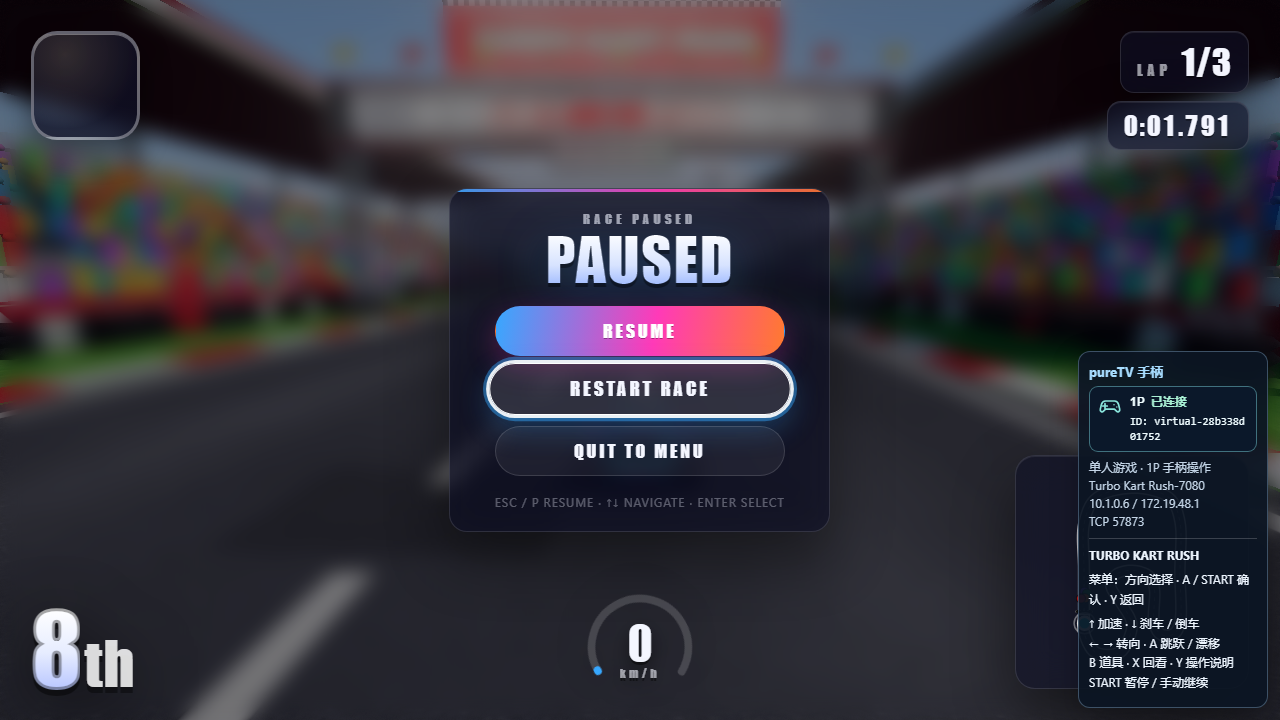 LAP 1/3
0:01.791
RACE PAUSED
PAUSED
RESUME
RESTART RACE
QUIT TO MENU
ESC / P RESUME · ↑↓ NAVIGATE · ENTER SELECT
8th
0
km/h
pureTV 手柄
1P 已连接
ID: virtual-28b338d
01752
单人游戏 · 1P 手柄操作
Turbo Kart Rush-7080
10.1.0.6 / 172.19.48.1
TCP 57873
TURBO KART RUSH
菜单：方向选择 · A / START 确
认 · Y 返回
↑ 加速 · ↓ 刹车 / 倒车
← → 转向 · A 跳跃 / 漂移
B 道具 · X 回看 · Y 操作说明
START 暂停 / 手动继续